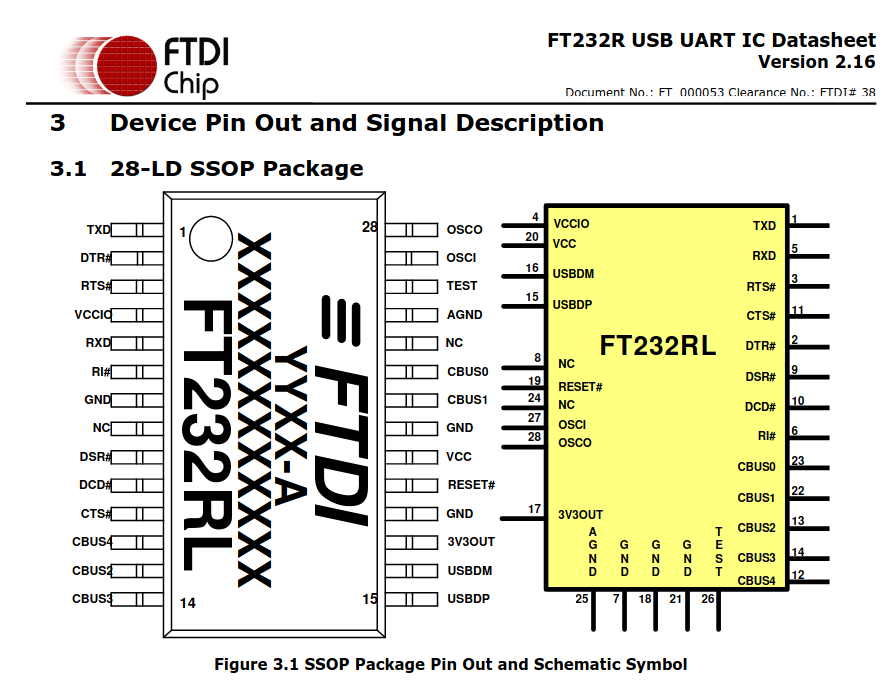 FTDI
Chip
FT232R USB UART IC Datasheet
Version 2.16
Document No.: FT_000053 Clearance No.: FTDI# 38
3 Device Pin Out and Signal Description
3.1 28-LD SSOP Package
TXD
DTR#
RTS#
VCCIO
RXD
RI#
GND
NC
DSR#
DCD#
CTS#
CBUS4
CBUS2
CBUS3
1
14
28
15
FT232RL
XXXXXXXXXXXX
YYXX-A
FTDI
OSCO
OSCI
TEST
AGND
NC
CBUS0
CBUS1
GND
VCC
RESET#
GND
3V3OUT
USBDM
USBDP
4 VCCIO
20 VCC
16 USBDM
15 USBDP
8 NC
19 RESET#
24 NC
27 OSCI
28 OSCO
17 3V3OUT
FT232RL
TXD 1
RXD 5
RTS# 3
CTS# 11
DTR# 2
DSR# 9
DCD# 10
RI# 6
CBUS0 23
CBUS1 22
CBUS2 13
CBUS3 14
CBUS4 12
AGND GND GND GND TEST
25 7 18 21 26
Figure 3.1 SSOP Package Pin Out and Schematic Symbol